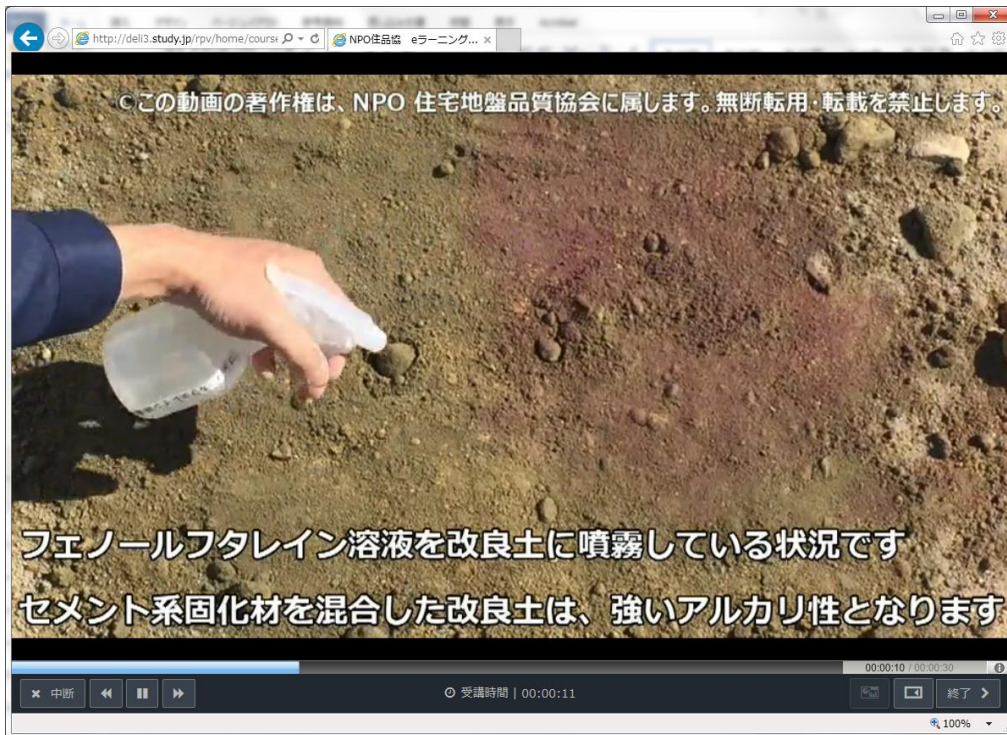 http://deli3.study.jp/rpv/home/course
NPO住品協 eラーニング...
©この動画の著作権は、NPO 住宅地盤品質協会に属します。無断転用・転載を禁止します。
フェノールフタレイン溶液を改良土に噴霧している状況です
セメント系固化材を混合した改良土は、強いアルカリ性となります
00:00:10 / 00:00:30
中断
受講時間 | 00:00:11
終了
100%